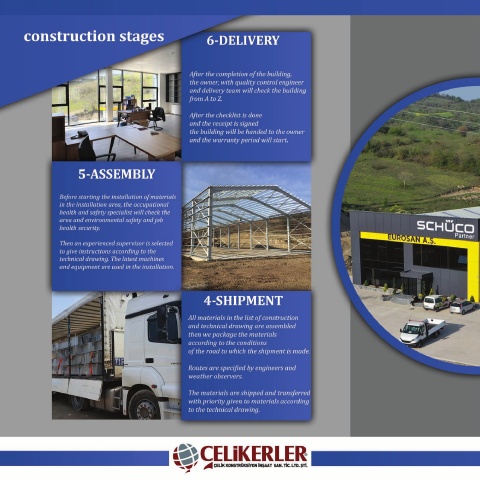 construction stages
6-DELIVERY
After the completion of the building,
the owner, with quality control engineer
and delivery team will check the building
from A to Z.
After the checklist is done
and the receipt is signed
the building will be handed to the owner
and the warranty period will start.
5-ASSEMBLY
Before starting the installation of materials
in the installation area, the occupational
health and safety specialist will check the
area and environmental safety and job
health security.
Then an experienced supervisor is selected
to give instructions according to the
technical drawing. The latest machines
and equipment are used in the installation.
4-SHIPMENT
All materials in the list of construction
and technical drawing are assembled
then we package the materials
according to the conditions
of the road to which the shipment is made.
Routes are specified by engineers and
weather observers.
The materials are shipped and transferred
with priority given to materials according
to the technical drawing.
SCHÜCO
Partner
EUROSAN A.S.
ÇELİKERLER
ÇELİK KONSTRÜKSİYON İNŞAAT SAN. TİC. LTD. ŞTİ.